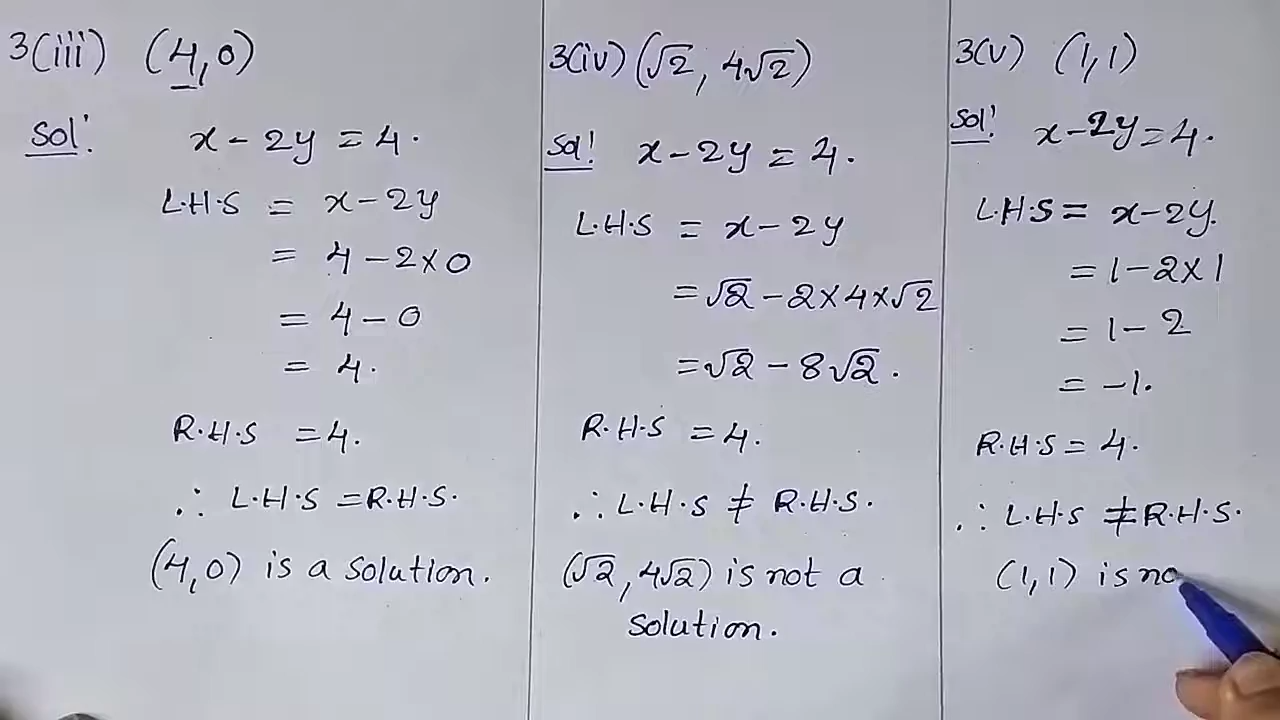 3(iii) (4,0)
Sol:
x - 2y = 4.
L.H.S = x - 2y
= 4 - 2×0
= 4 - 0
= 4.
R.H.S = 4.
∴ L.H.S = R.H.S.
(4,0) is a solution.
3(iv) (√2, 4√2)
Sol:
x - 2y = 4.
L.H.S = x - 2y
= √2 - 2×4×√2
= √2 - 8√2.
R.H.S = 4.
∴ L.H.S ≠ R.H.S.
(√2, 4√2) is not a
solution.
3(v) (1,1)
Sol:
x - 2y = 4.
L.H.S = x - 2y.
= 1 - 2×1
= 1 - 2
= -1.
R.H.S = 4.
∴ L.H.S ≠ R.H.S.
(1,1) is no